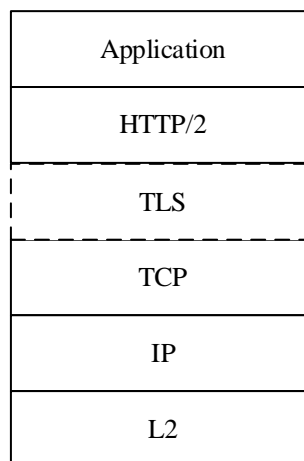 Application
HTTP/2
TLS
TCP
IP
L2